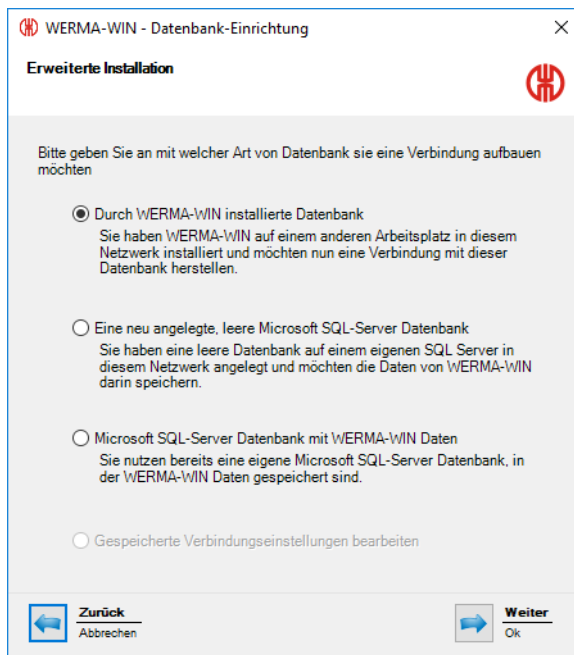 WERMA-WIN - Datenbank-Einrichtung
Erweiterte Installation
Bitte geben Sie an mit welcher Art von Datenbank sie eine Verbindung aufbauen
möchten
Durch WERMA-WIN installierte Datenbank
Sie haben WERMA-WIN auf einem anderen Arbeitsplatz in diesem
Netzwerk installiert und möchten nun eine Verbindung mit dieser
Datenbank herstellen.
Eine neu angelegte, leere Microsoft SQL-Server Datenbank
Sie haben eine leere Datenbank auf einem eigenen SQL Server in
diesem Netzwerk angelegt und möchten die Daten von WERMA-WIN
darin speichern.
Microsoft SQL-Server Datenbank mit WERMA-WIN Daten
Sie nutzen bereits eine eigene Microsoft SQL-Server Datenbank, in
der WERMA-WIN Daten gespeichert sind.
Gespeicherte Verbindungseinstellungen bearbeiten
Zurück
Abbrechen
Weiter
Ok